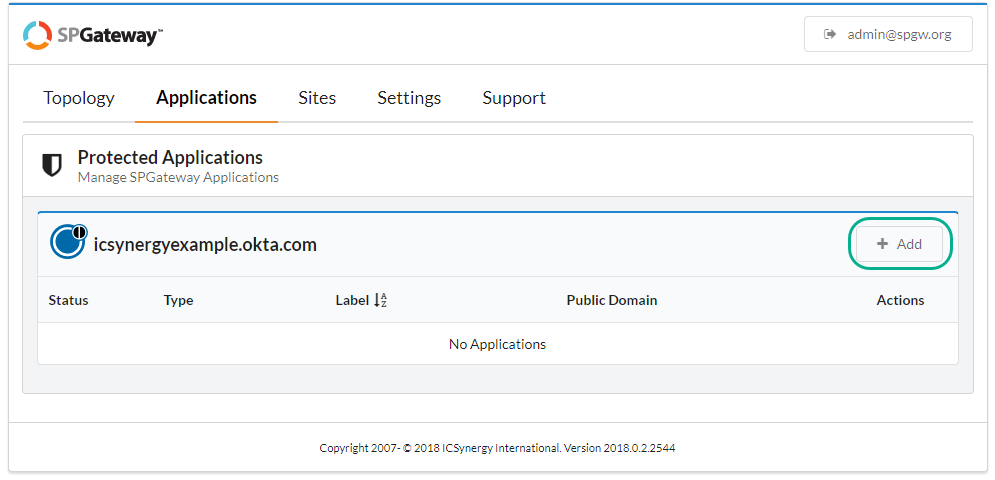 SPGateway™
admin@spgw.org
Topology Applications Sites Settings Support
Protected Applications
Manage SPGateway Applications
icsynergyexample.okta.com
+ Add
Status Type Label Public Domain Actions
No Applications
Copyright 2007- © 2018 ICSynergy International. Version 2018.0.2.2544